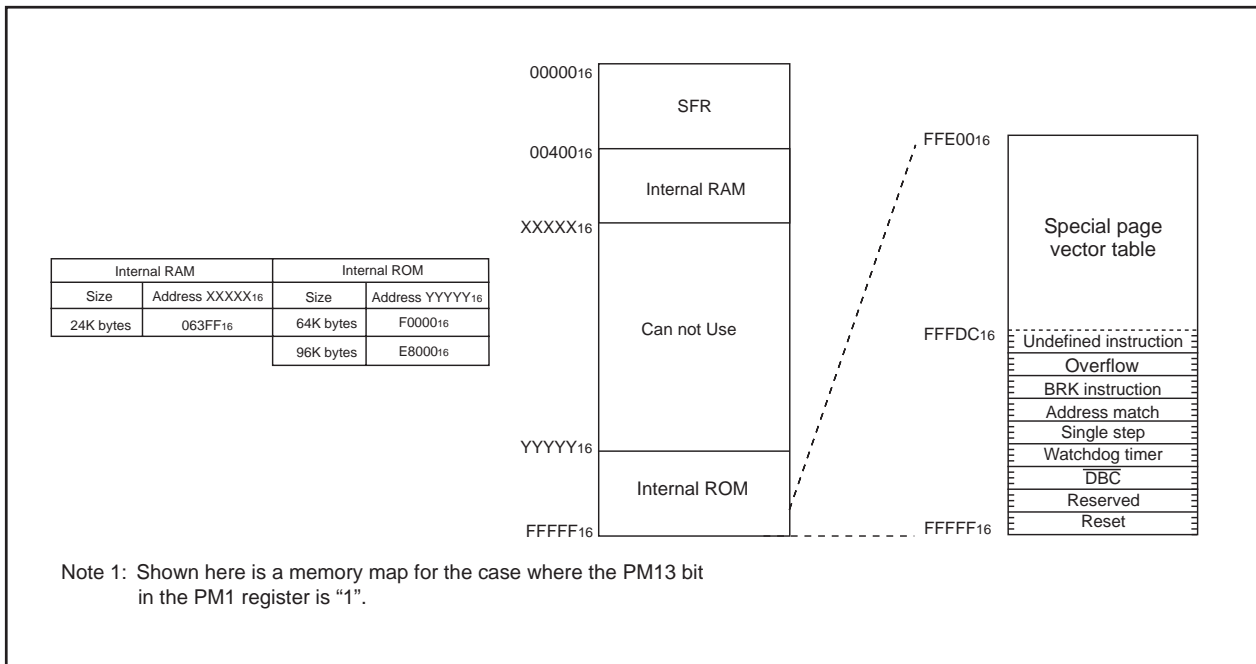 Internal RAM Internal ROM
Size Address XXXXX16 Size Address YYYYY16
24K bytes 063FF16 64K bytes F000016
96K bytes E800016
0000016
SFR
0040016
Internal RAM
XXXXX16
Can not Use
YYYYY16
Internal ROM
FFFFF16
FFE0016
Special page
vector table
FFFDC16
Undefined instruction
Overflow
BRK instruction
Address match
Single step
Watchdog timer
DBC
Reserved
FFFFF16
Reset
Note 1: Shown here is a memory map for the case where the PM13 bit
in the PM1 register is “1”.